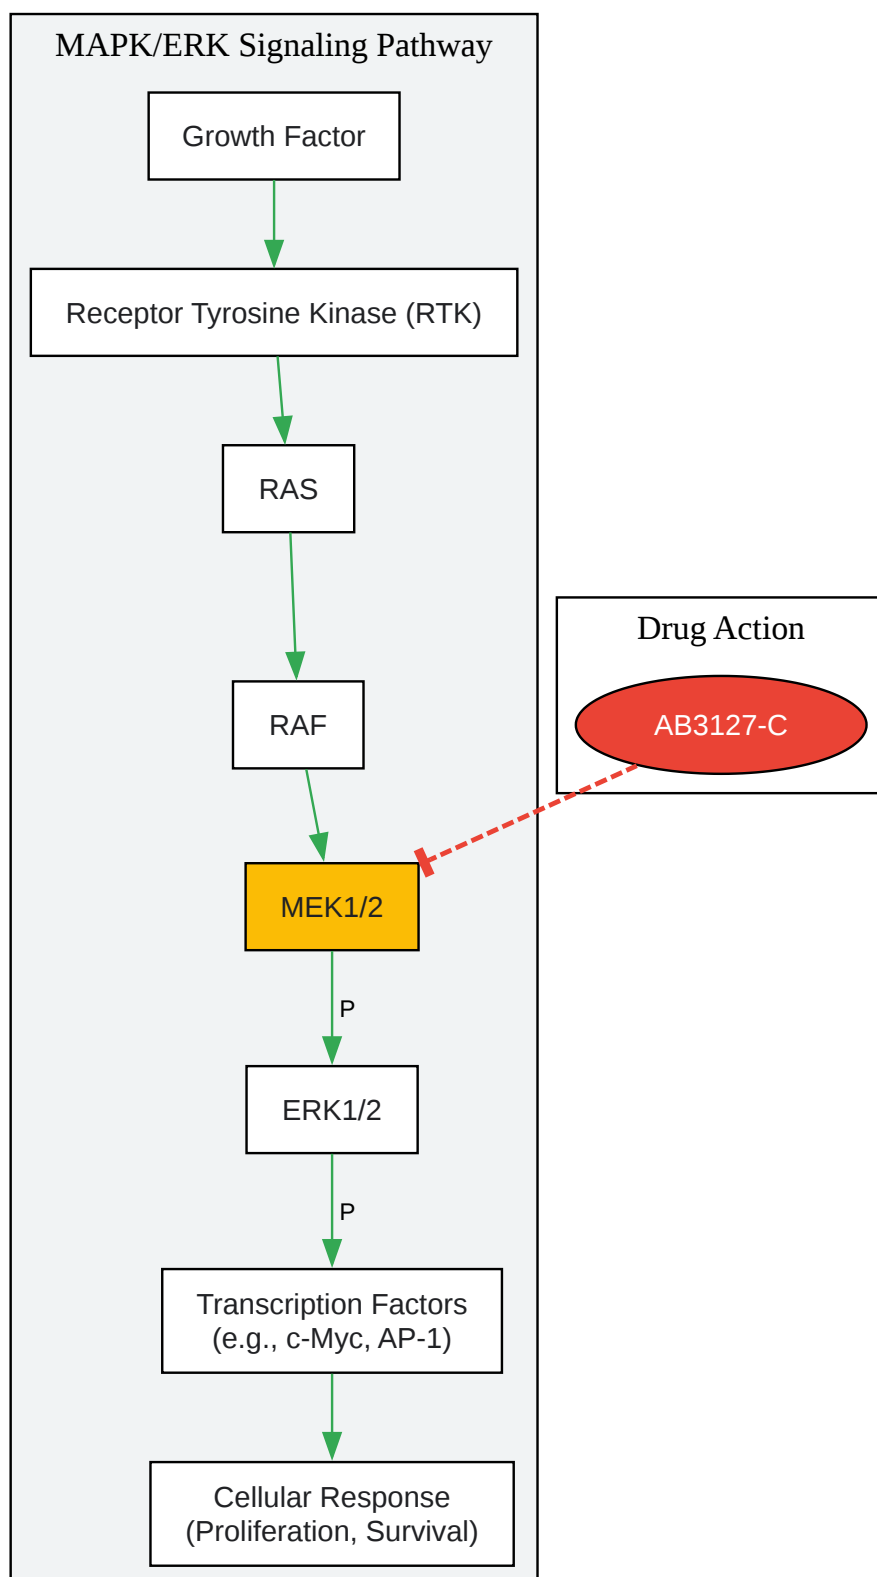 MAPK/ERK Signaling Pathway
Growth Factor
Receptor Tyrosine Kinase (RTK)
RAS
RAF
Drug Action
AB3127-C
MEK1/2
P
ERK1/2
P
Transcription Factors
(e.g., c-Myc, AP-1)
Cellular Response
(Proliferation, Survival)